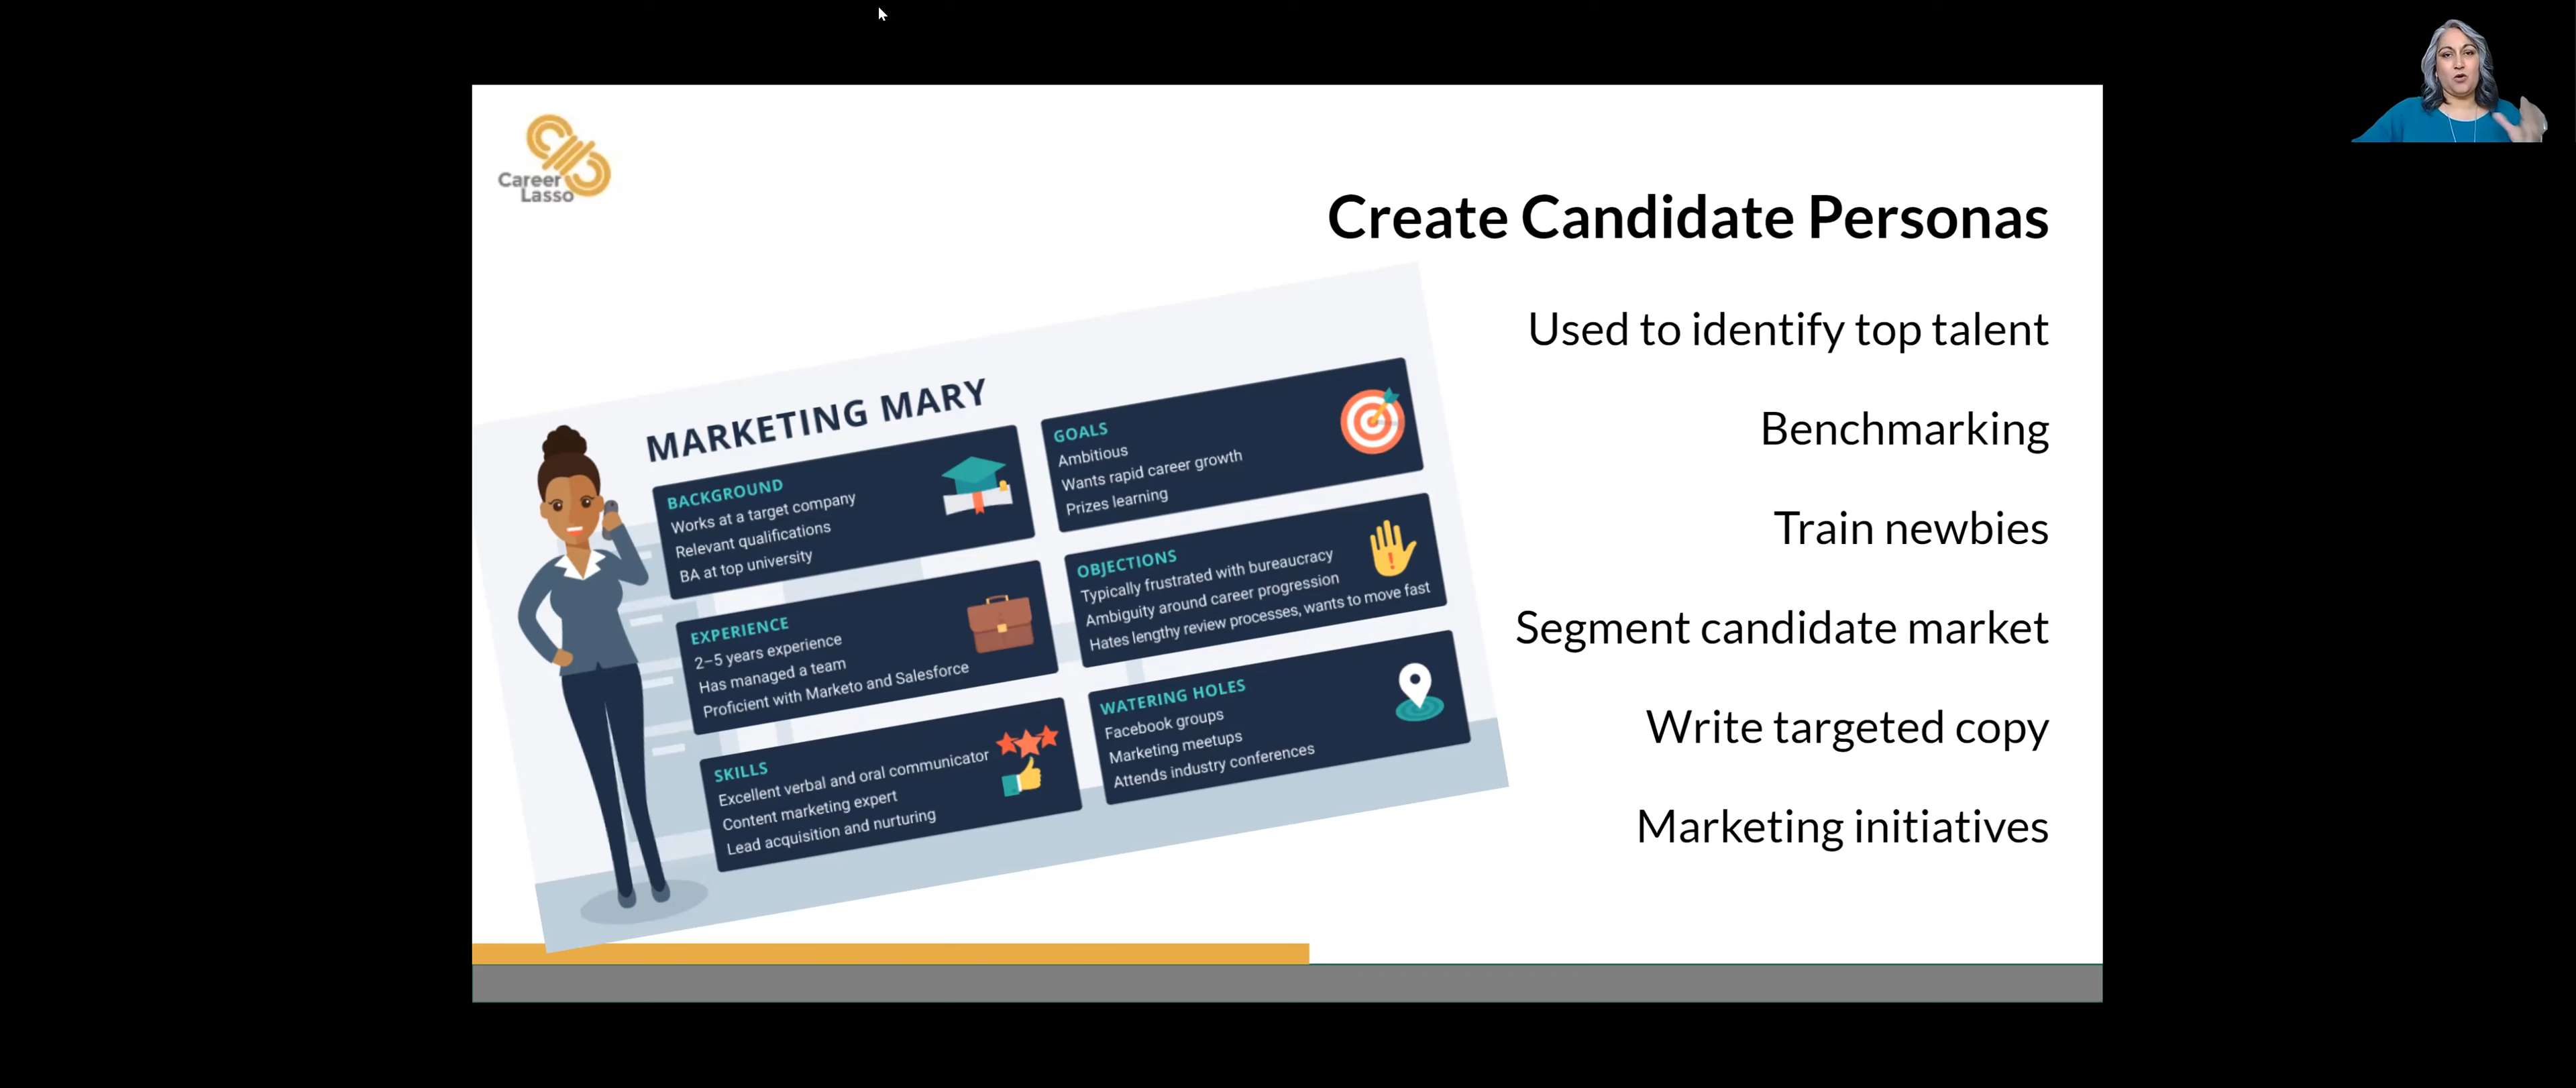 Career
Lasso
Create Candidate Personas
MARKETING MARY
BACKGROUND
Works at a target company
Relevant qualifications
BA at top university
EXPERIENCE
2–5 years experience
Has managed a team
Proficient with Marketo and Salesforce
SKILLS
Excellent verbal and oral communicator
Content marketing expert
Lead acquisition and nurturing
GOALS
Ambitious
Wants rapid career growth
Prizes learning
OBJECTIONS
Typically frustrated with bureaucracy
Ambiguity around career progression
Hates lengthy review processes, wants to move fast
WATERING HOLES
Facebook groups
Marketing meetups
Attends industry conferences
Used to identify top talent
Benchmarking
Train newbies
Segment candidate market
Write targeted copy
Marketing initiatives